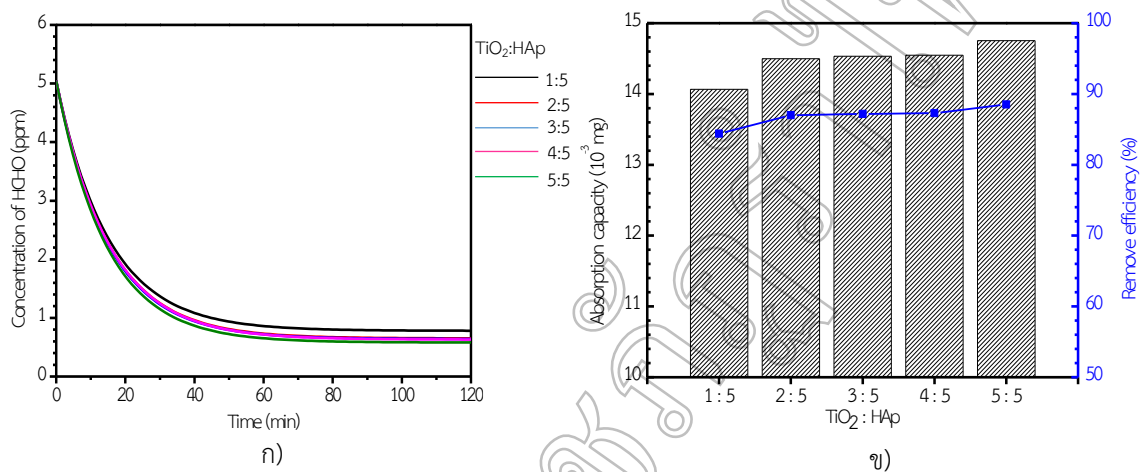 6
5
4
3
2
1
0
0 20 40 60 80 100 120
Concentration of HCHO (ppm)
Time (min)
TiO₂:HAp
1:5
2:5
3:5
4:5
5:5
ก)
15
14
13
12
11
10
Absorption capacity (10⁻³ mg)
100
90
80
70
60
50
Remove efficiency (%)
1 : 5 2 : 5 3 : 5 4 : 5 5 : 5
TiO₂ : HAp
ข)